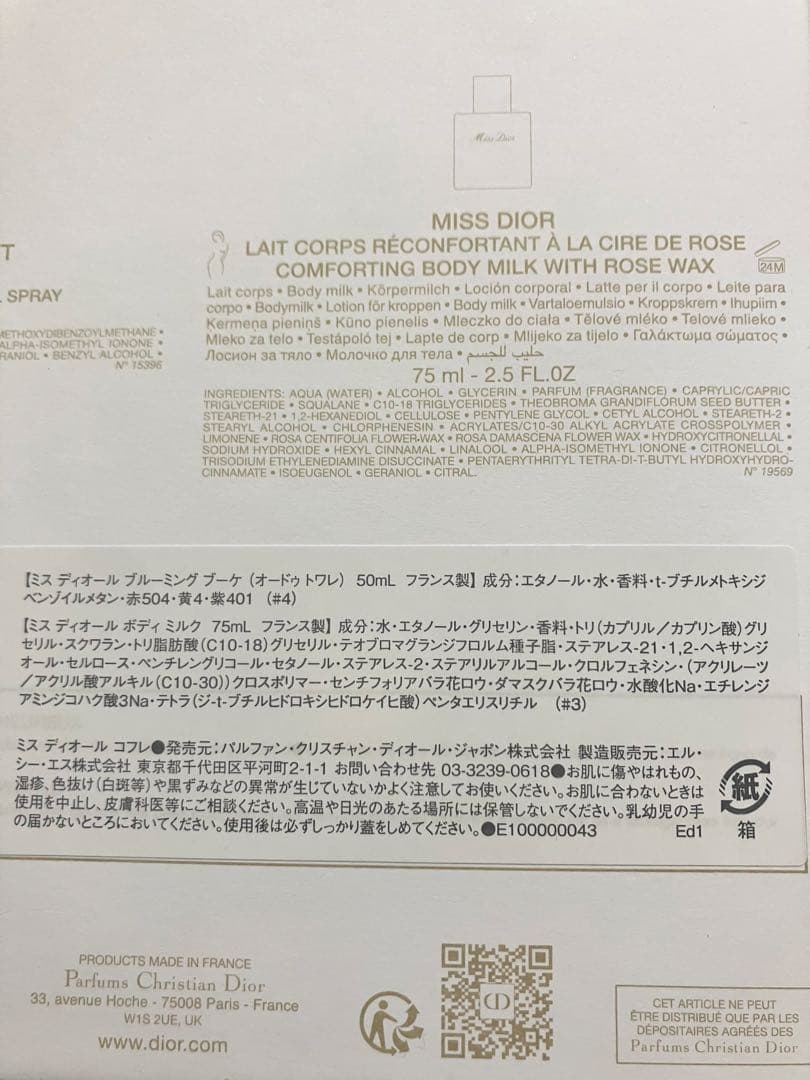 Miss Dior
MISS DIOR
LAIT CORPS RÉCONFORTANT À LA CIRE DE ROSE
COMFORTING BODY MILK WITH ROSE WAX
24M
Lait corps • Body milk • Körpermilch • Loción corporal • Latte per il corpo • Leite para
corpo • Bodymilk • Lotion för kroppen • Body milk • Vartaloemulsio • Kroppskrem • Ihupiim •
Ķermeņa pieniņš • Kūno pienelis • Mleczko do ciała • Tělové mléko • Telové mlieko •
Mleko za telo • Testápoló tej • Lapte de corp • Mlijeko za tijelo • Γαλάκτωμα σώματος •
Лосион за тяло • Молочко для тела • حليب للجسم
75 ml - 2.5 FL.OZ
INGREDIENTS: AQUA (WATER) • ALCOHOL • GLYCERIN • PARFUM (FRAGRANCE) • CAPRYLIC/CAPRIC
TRIGLYCERIDE • SQUALANE • C10-18 TRIGLYCERIDES • THEOBROMA GRANDIFLORUM SEED BUTTER •
STEARETH-21 • 1,2-HEXANEDIOL • CELLULOSE • PENTYLENE GLYCOL • CETYL ALCOHOL • STEARETH-2 •
STEARYL ALCOHOL • CHLORPHENESIN • ACRYLATES/C10-30 ALKYL ACRYLATE CROSSPOLYMER •
LIMONENE • ROSA CENTIFOLIA FLOWER WAX • ROSA DAMASCENA FLOWER WAX • HYDROXYCITRONELLAL •
SODIUM HYDROXIDE • HEXYL CINNAMAL • LINALOOL • ALPHA-ISOMETHYL IONONE • CITRONELLOL •
TRISODIUM ETHYLENEDIAMINE DISUCCINATE • PENTAERYTHRITYL TETRA-DI-T-BUTYL HYDROXYHYDRO-
CINNAMATE • ISOEUGENOL • GERANIOL • CITRAL.
N° 19569
T
SPRAY
METHOXYDIBENZOYLMETHANE •
ALPHA-ISOMETHYL IONONE •
RANIOL • BENZYL ALCOHOL •
N° 15396
【ミス ディオール ブルーミング ブーケ (オードゥ トワレ) 50mL フランス製】成分:エタノール・水・香料・t-ブチルメトキシジ
ベンゾイルメタン・赤504・黄4・紫401 (#4)
【ミス ディオール ボディ ミルク 75mL フランス製】成分:水・エタノール・グリセリン・香料・トリ(カプリル/カプリン酸)グリ
セリル・スクワラン・トリ脂肪酸(C10-18)グリセリル・テオブロマグランジフロルム種子脂・ステアレス-21・1,2-ヘキサンジ
オール・セルロース・ペンチレングリコール・セタノール・ステアレス-2・ステアリルアルコール・クロルフェネシン・(アクリレーツ
/アクリル酸アルキル(C10-30))クロスポリマー・センチフォリアバラ花ロウ・ダマスクバラ花ロウ・水酸化Na・エチレンジ
アミンジコハク酸3Na・テトラ(ジ-t-ブチルヒドロキシヒドロケイヒ酸)ペンタエリスリチル (#3)
ミス ディオール コフレ●発売元:パルファン・クリスチャン・ディオール・ジャポン株式会社 製造販売元:エル・
シー・エス株式会社 東京都千代田区平河町2-1-1 お問い合わせ先 03-3239-0618●お肌に傷やはれもの、
湿疹、色抜け(白斑等)や黒ずみなどの異常が生じていないかよく注意してお使いください。お肌に合わないときは
使用を中止し、皮膚科医等にご相談ください。高温や日光のあたる場所には保管しないでください。乳幼児の手
の届かないところにおいてください。使用後は必ずしっかり蓋をしめてください。●E100000043 Ed1
紙
箱
PRODUCTS MADE IN FRANCE
Parfums Christian Dior
33, avenue Hoche - 75008 Paris - France
W1S 2UE, UK
www.dior.com
CD
CET ARTICLE NE PEUT
ÊTRE DISTRIBUÉ QUE PAR LES
DÉPOSITAIRES AGRÉÉS DES
Parfums Christian Dior